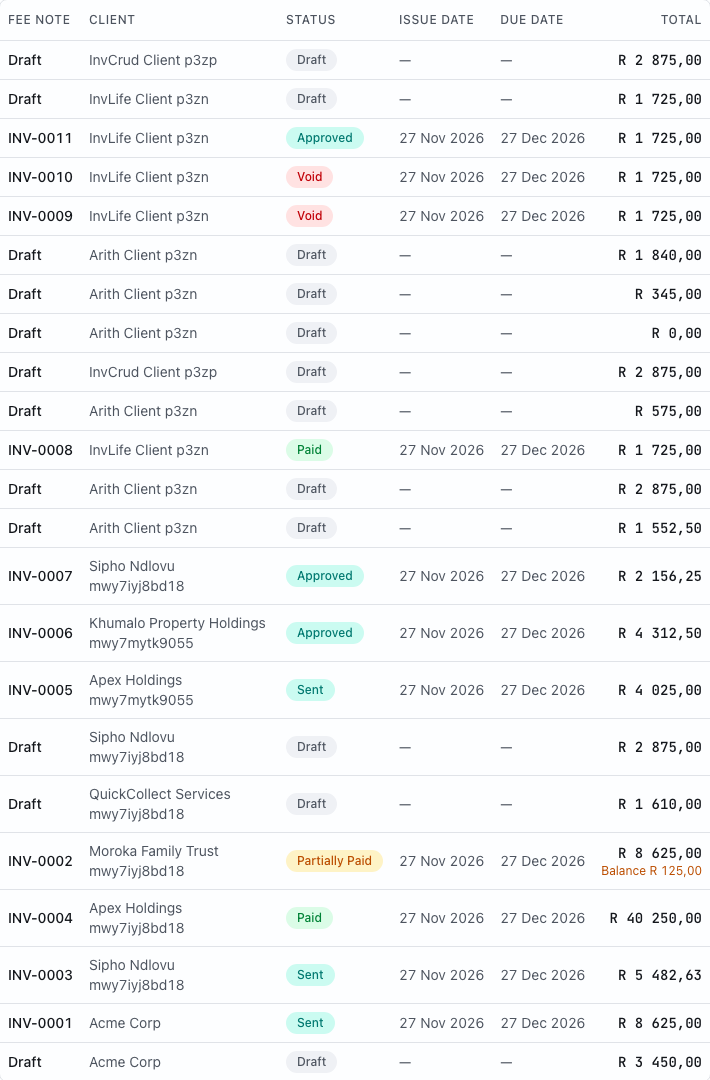 FEE NOTE CLIENT STATUS ISSUE DATE DUE DATE TOTAL
Draft InvCrud Client p3zp Draft — — R 2 875,00
Draft InvLife Client p3zn Draft — — R 1 725,00
INV-0011 InvLife Client p3zn Approved 27 Nov 2026 27 Dec 2026 R 1 725,00
INV-0010 InvLife Client p3zn Void 27 Nov 2026 27 Dec 2026 R 1 725,00
INV-0009 InvLife Client p3zn Void 27 Nov 2026 27 Dec 2026 R 1 725,00
Draft Arith Client p3zn Draft — — R 1 840,00
Draft Arith Client p3zn Draft — — R 345,00
Draft Arith Client p3zn Draft — — R 0,00
Draft InvCrud Client p3zp Draft — — R 2 875,00
Draft Arith Client p3zn Draft — — R 575,00
INV-0008 InvLife Client p3zn Paid 27 Nov 2026 27 Dec 2026 R 1 725,00
Draft Arith Client p3zn Draft — — R 2 875,00
Draft Arith Client p3zn Draft — — R 1 552,50
INV-0007 Sipho Ndlovu
mwy7iyj8bd18 Approved 27 Nov 2026 27 Dec 2026 R 2 156,25
INV-0006 Khumalo Property Holdings
mwy7mytk9055 Approved 27 Nov 2026 27 Dec 2026 R 4 312,50
INV-0005 Apex Holdings
mwy7mytk9055 Sent 27 Nov 2026 27 Dec 2026 R 4 025,00
Draft Sipho Ndlovu
mwy7iyj8bd18 Draft — — R 2 875,00
Draft QuickCollect Services
mwy7iyj8bd18 Draft — — R 1 610,00
INV-0002 Moroka Family Trust
mwy7iyj8bd18 Partially Paid 27 Nov 2026 27 Dec 2026 R 8 625,00
Balance R 125,00
INV-0004 Apex Holdings
mwy7iyj8bd18 Paid 27 Nov 2026 27 Dec 2026 R 40 250,00
INV-0003 Sipho Ndlovu
mwy7iyj8bd18 Sent 27 Nov 2026 27 Dec 2026 R 5 482,63
INV-0001 Acme Corp Sent 27 Nov 2026 27 Dec 2026 R 8 625,00
Draft Acme Corp Draft — — R 3 450,00